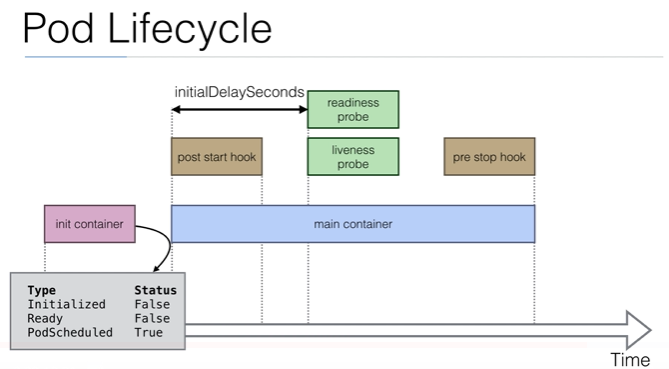 Pod Lifecycle
initialDelaySeconds
readiness
probe
post start hook
liveness
probe
pre stop hook
init container
main container
Type Status
Initialized False
Ready False
PodScheduled True
Time